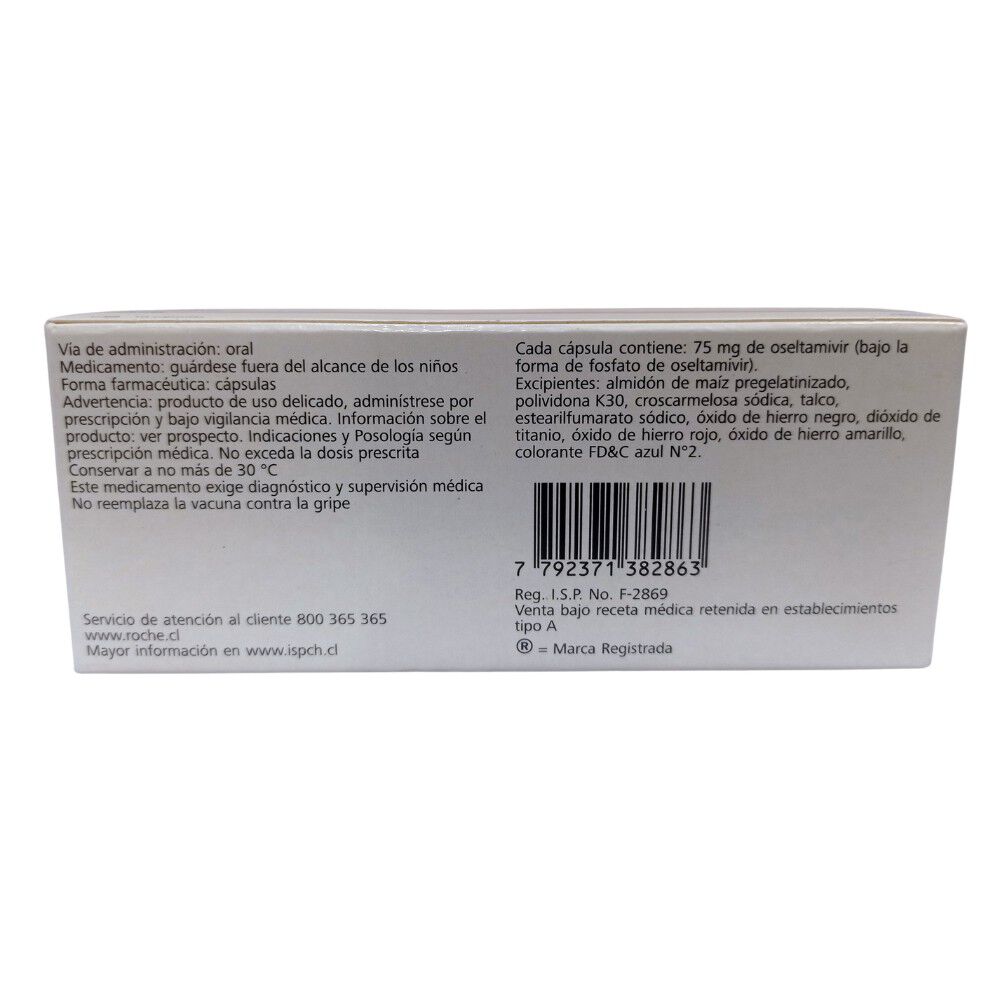 Vía de administración: oral
Medicamento: guárdese fuera del alcance de los niños
Forma farmacéutica: cápsulas
Advertencia: producto de uso delicado, adminístrese por
prescripción y bajo vigilancia médica. Información sobre el
producto: ver prospecto. Indicaciones y Posología según
prescripción médica. No exceda la dosis prescrita
Conservar a no más de 30 °C
Este medicamento exige diagnóstico y supervisión médica
No reemplaza la vacuna contra la gripe
Servicio de atención al cliente 800 365 365
www.roche.cl
Mayor información en www.ispch.cl
Cada cápsula contiene: 75 mg de oseltamivir (bajo la
forma de fosfato de oseltamivir).
Excipientes: almidón de maíz pregelatinizado,
polividona K30, croscarmelosa sódica, talco,
estearilfumarato sódico, óxido de hierro negro, dióxido de
titanio, óxido de hierro rojo, óxido de hierro amarillo,
colorante FD&C azul N°2.
7 792371 382863
Reg. I.S.P. No. F-2869
Venta bajo receta médica retenida en establecimientos
tipo A
® = Marca Registrada